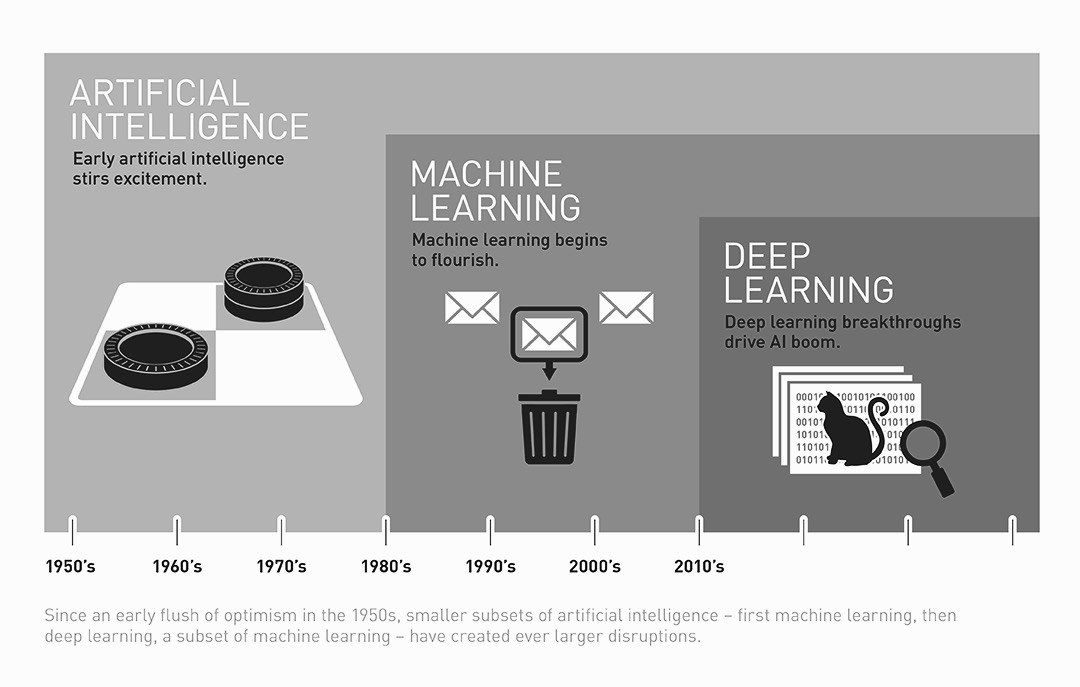 ARTIFICIAL
INTELLIGENCE
Early artificial intelligence
stirs excitement.
MACHINE
LEARNING
Machine learning begins
to flourish.
DEEP
LEARNING
Deep learning breakthroughs
drive AI boom.
1950's
1960's
1970's
1980's
1990's
2000's
2010's
Since an early flush of optimism in the 1950s, smaller subsets of artificial intelligence – first machine learning, then
deep learning, a subset of machine learning – have created ever larger disruptions.